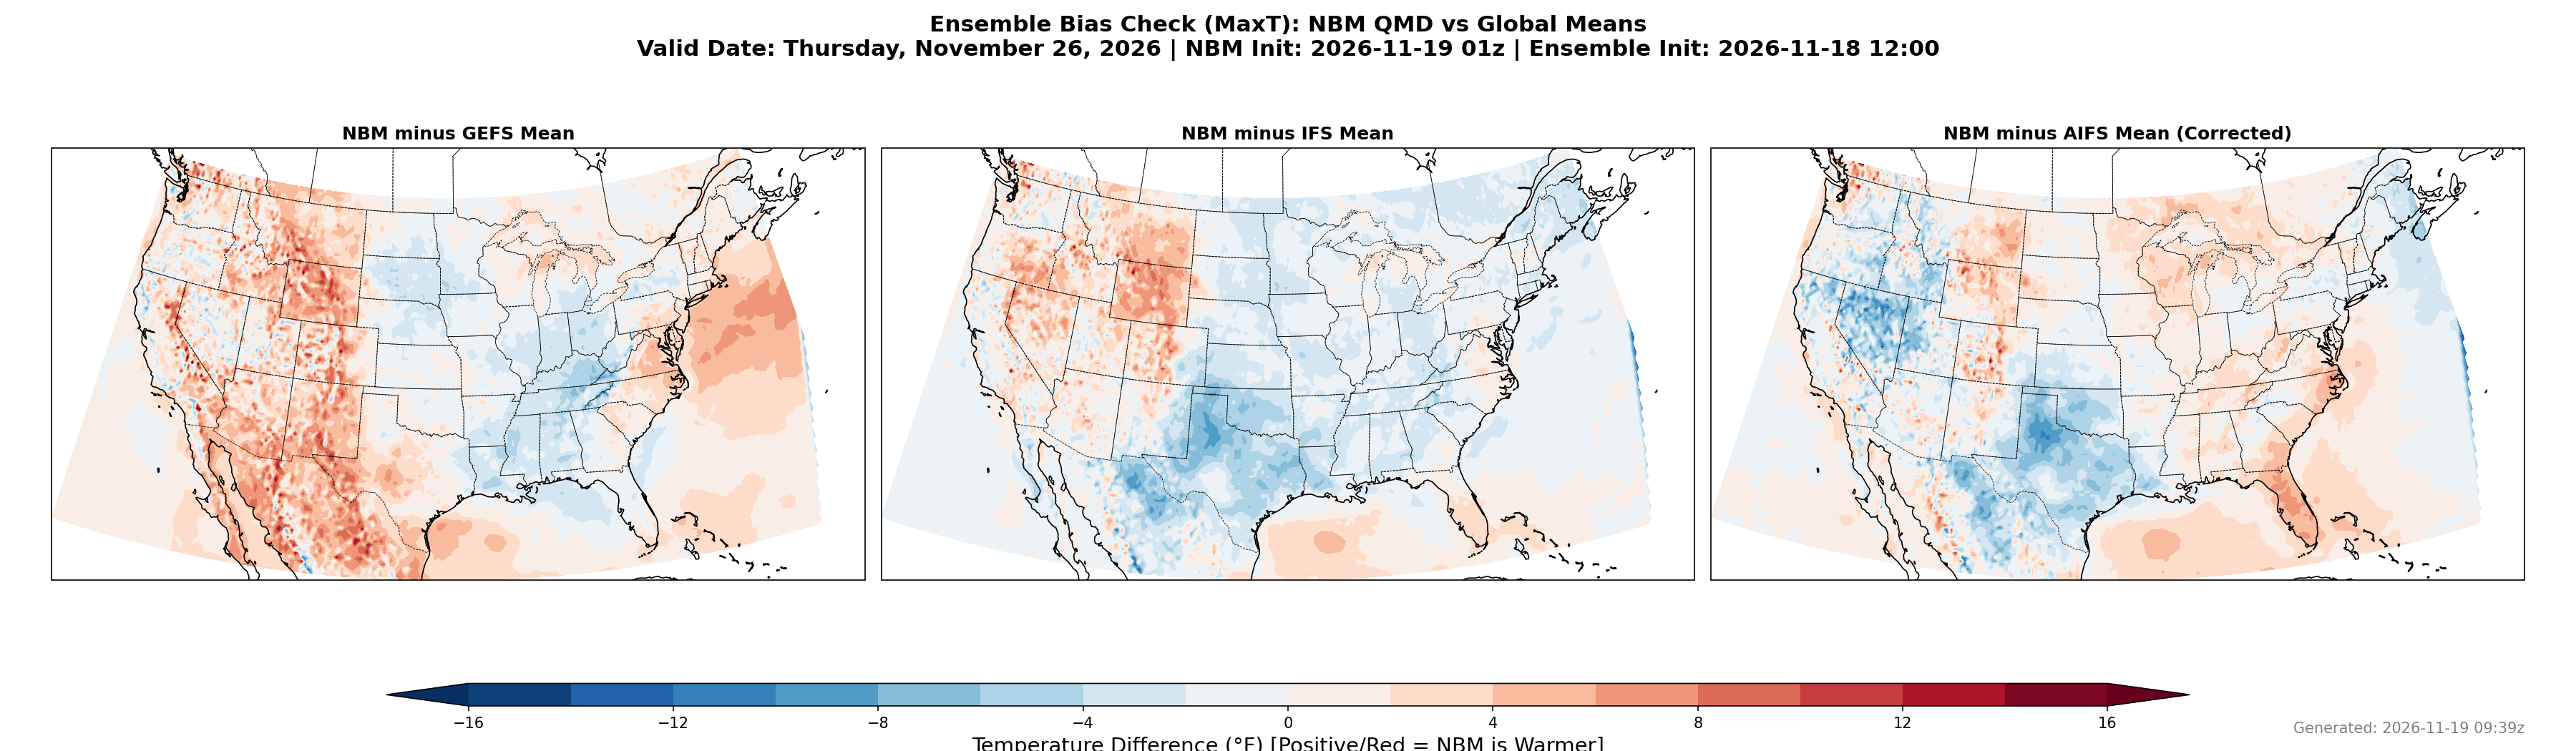 Ensemble Bias Check (MaxT): NBM QMD vs Global Means
Valid Date: Thursday, November 26, 2026 | NBM Init: 2026-11-19 01z | Ensemble Init: 2026-11-18 12:00
NBM minus GEFS Mean
NBM minus IFS Mean
NBM minus AIFS Mean (Corrected)
−16 −12 −8 −4 0 4 8 12 16
Generated: 2026-11-19 09:39z
Temperature Difference (°F) [Positive/Red = NBM is Warmer]